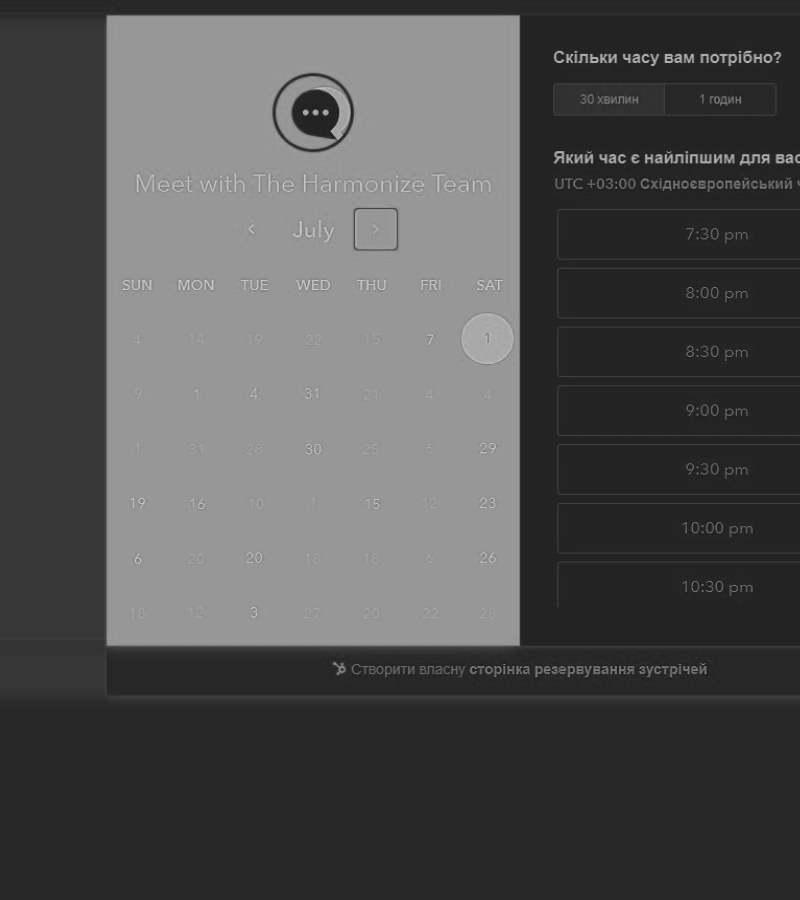 Meet with The Harmonize Team
July
SUN MON TUE WED THU FRI SAT
4 14 19 22 15 7 1
9 1 4 31 21 4 4
1 31 28 30 25 6 29
19 16 10 1 15 12 23
6 20 20 18 18 6 26
18 12 3 27 20 22 28
Скільки часу вам потрібно?
30 хвилин 1 годин
Який час є найліпшим для вас
UTC +03:00 Східноєвропейський ч
7:30 pm
8:00 pm
8:30 pm
9:00 pm
9:30 pm
10:00 pm
10:30 pm
Створити власну сторінка резервування зустрічей